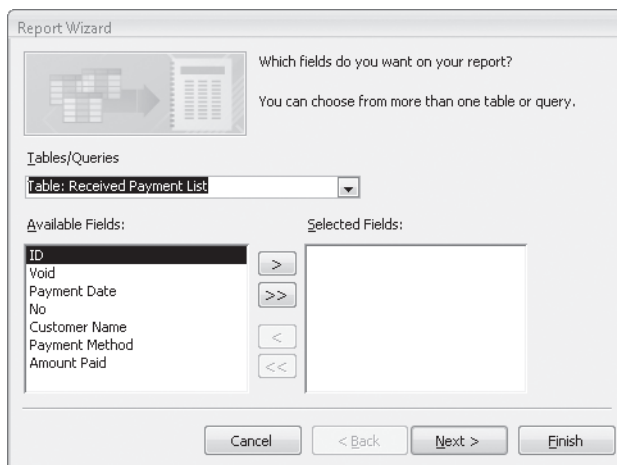 Report Wizard
Which fields do you want on your report?
You can choose from more than one table or query.
Tables/Queries
Table: Received Payment List
Available Fields:
Selected Fields:
ID
Void
Payment Date
No
Customer Name
Payment Method
Amount Paid
>
>>
<
<<
Cancel
< Back
Next >
Finish